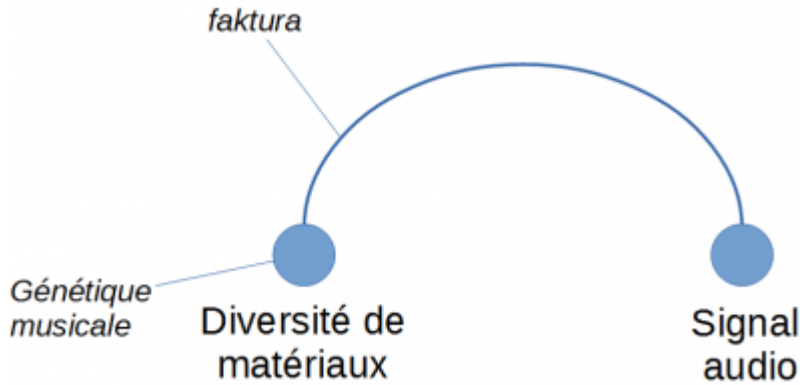 faktura
Génétique
musicale
Diversité de
matériaux
Signal
audio